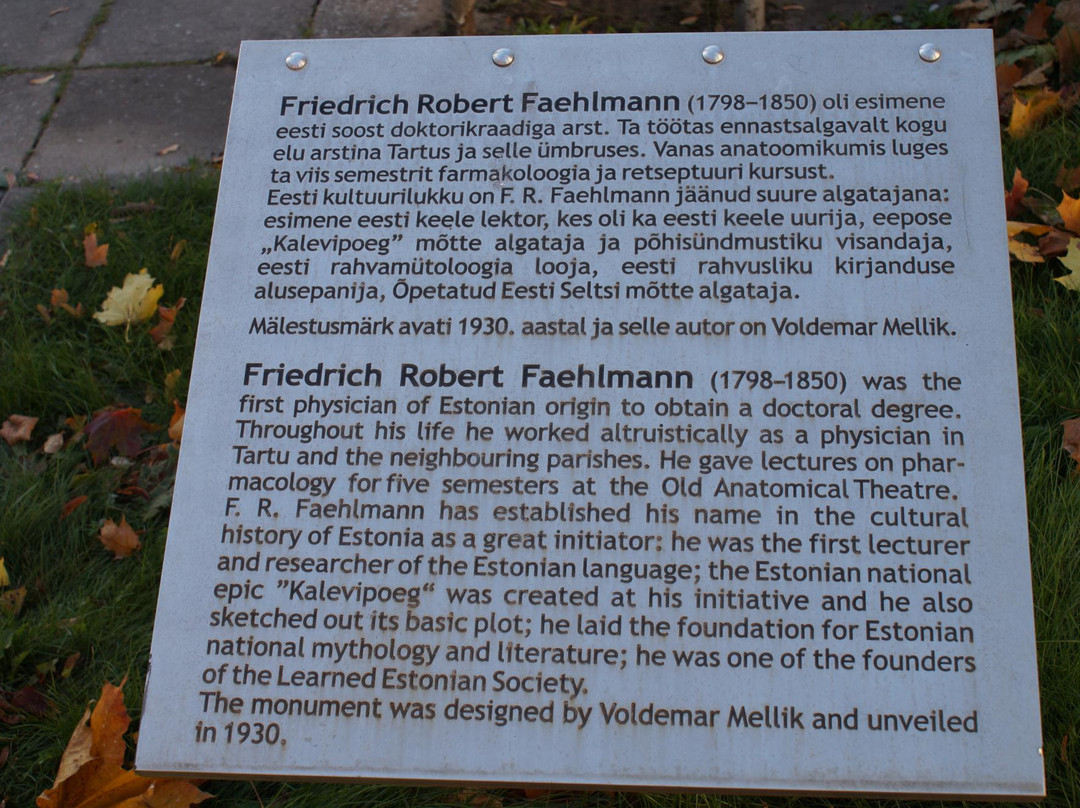 Friedrich Robert Faehlmann (1798–1850) oli esimene
eesti soost doktorikraadiga arst. Ta töötas ennastsalgavalt kogu
elu arstina Tartus ja selle ümbruses. Vanas anatoomikumis luges
ta viis semestrit farmakoloogia ja retseptuuri kursust.
Eesti kultuurilukku on F. R. Faehlmann jäänud suure algatajana:
esimene eesti keele lektor, kes oli ka eesti keele uurija, eepose
„Kalevipoeg” mõtte algataja ja põhisündmustiku visandaja,
eesti rahvamütoloogia looja, eesti rahvusliku kirjanduse
alusepanija, Õpetatud Eesti Seltsi mõtte algataja.
Mälestusmärk avati 1930. aastal ja selle autor on Voldemar Mellik.
Friedrich Robert Faehlmann (1798–1850) was the
first physician of Estonian origin to obtain a doctoral degree.
Throughout his life he worked altruistically as a physician in
Tartu and the neighbouring parishes. He gave lectures on phar-
macology for five semesters at the Old Anatomical Theatre.
F. R. Faehlmann has established his name in the cultural
history of Estonia as a great initiator: he was the first lecturer
and researcher of the Estonian language; the Estonian national
epic ”Kalevipoeg“ was created at his initiative and he also
sketched out its basic plot; he laid the foundation for Estonian
national mythology and literature; he was one of the founders
of the Learned Estonian Society.
The monument was designed by Voldemar Mellik and unveiled
in 1930.